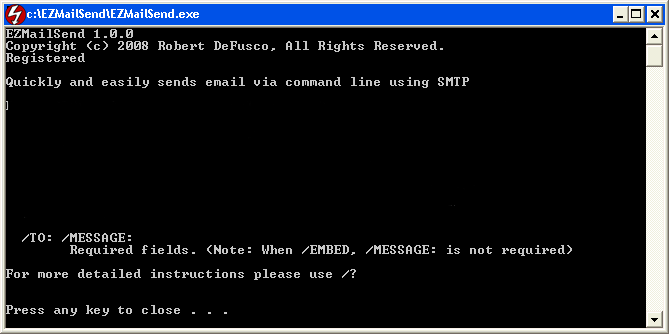 c:\EZMailSend\EZMailSend.exe
EZMailSend 1.0.0
Copyright (c) 2008 Robert DeFusco, All Rights Reserved.
Registered
Quickly and easily sends email via command line using SMTP
/TO: /MESSAGE:
Required fields. (Note: When /EMBED, /MESSAGE: is not required)
For more detailed instructions please use /?
Press any key to close . . .